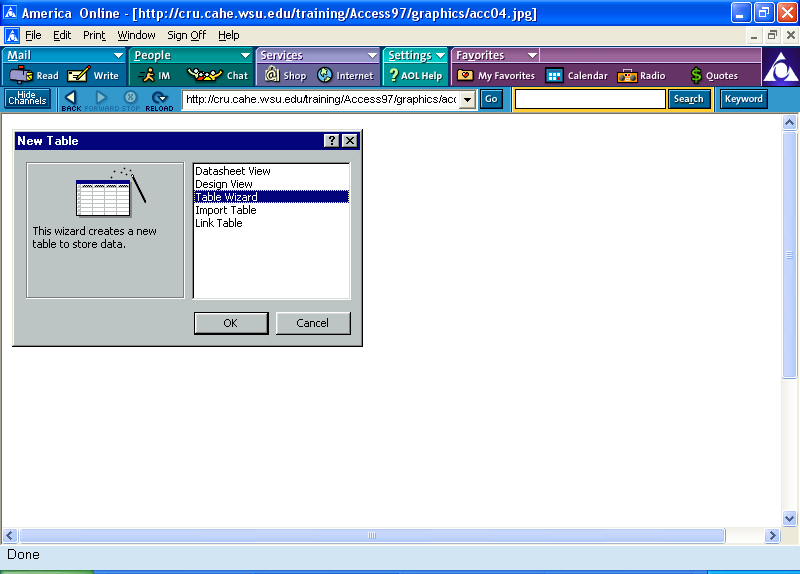 America Online - [http://cru.cahe.wsu.edu/training/Access97/graphics/acc04.jpg]
File Edit Print Window Sign Off Help
Mail People Services Settings Favorites
Read Write IM Chat Shop Internet ? AOL Help My Favorites Calendar Radio $ Quotes
Hide Channels BACK FORWARD STOP RELOAD http://cru.cahe.wsu.edu/training/Access97/graphics/acc Go Search Keyword
New Table
Datasheet View
Design View
Table Wizard
Import Table
Link Table
This wizard creates a new
table to store data.
OK Cancel
Done